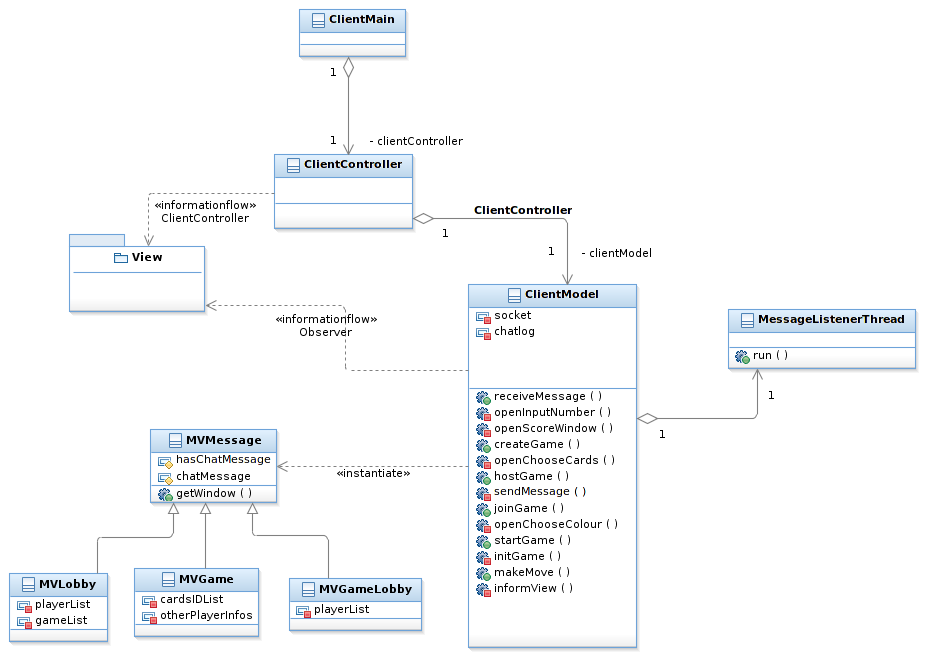 ClientMain
1
1
- clientController
ClientController
«informationflow»
ClientController
ClientController
1
1
- clientModel
View
«informationflow»
Observer
ClientModel
socket
chatlog
receiveMessage ( )
openInputNumber ( )
openScoreWindow ( )
createGame ( )
openChooseCards ( )
hostGame ( )
sendMessage ( )
joinGame ( )
openChooseColour ( )
startGame ( )
initGame ( )
makeMove ( )
informView ( )
MessageListenerThread
run ( )
1
1
MVMessage
hasChatMessage
chatMessage
getWindow ( )
«instantiate»
MVLobby
playerList
gameList
MVGame
cardsIDList
otherPlayerInfos
MVGameLobby
playerList